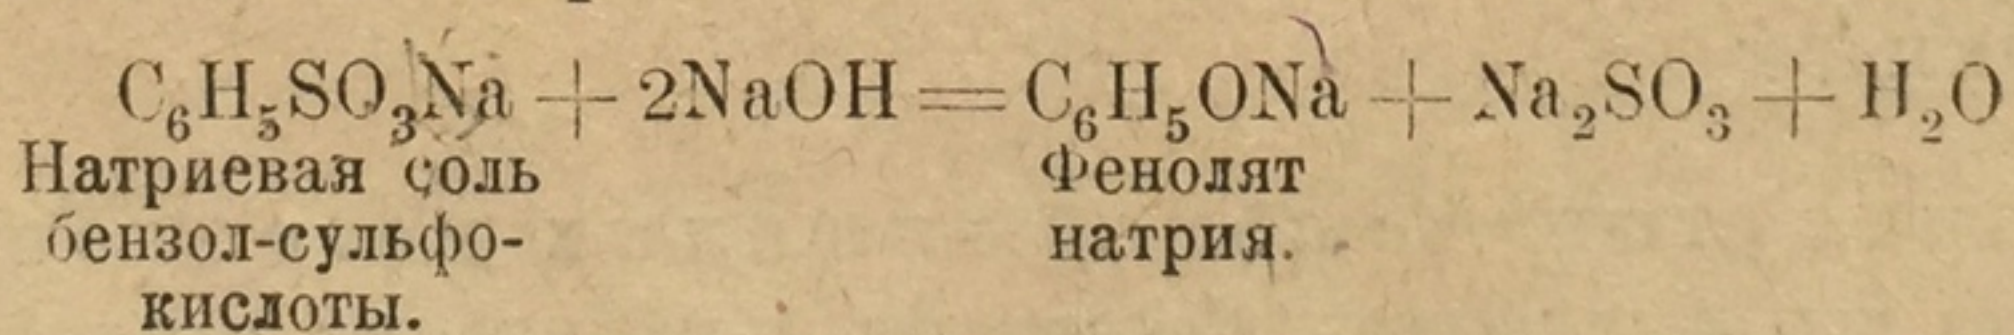 C₆H₅SO₃Na + 2NaOH = C₆H₅ONa + Na₂SO₃ + H₂O
Натриевая соль Фенолят
бензол-сульфо- натрия.
кислоты.